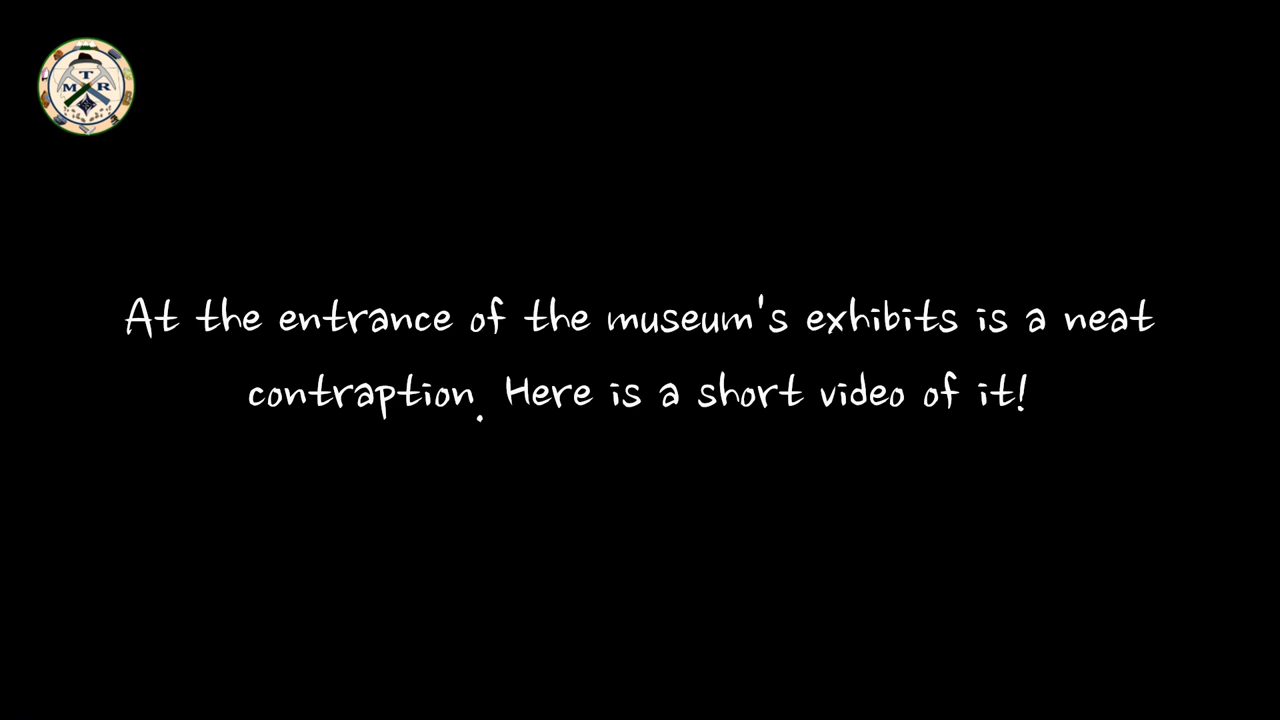 T
M R
At the entrance of the museum's exhibits is a neat
contraption. Here is a short video of it!